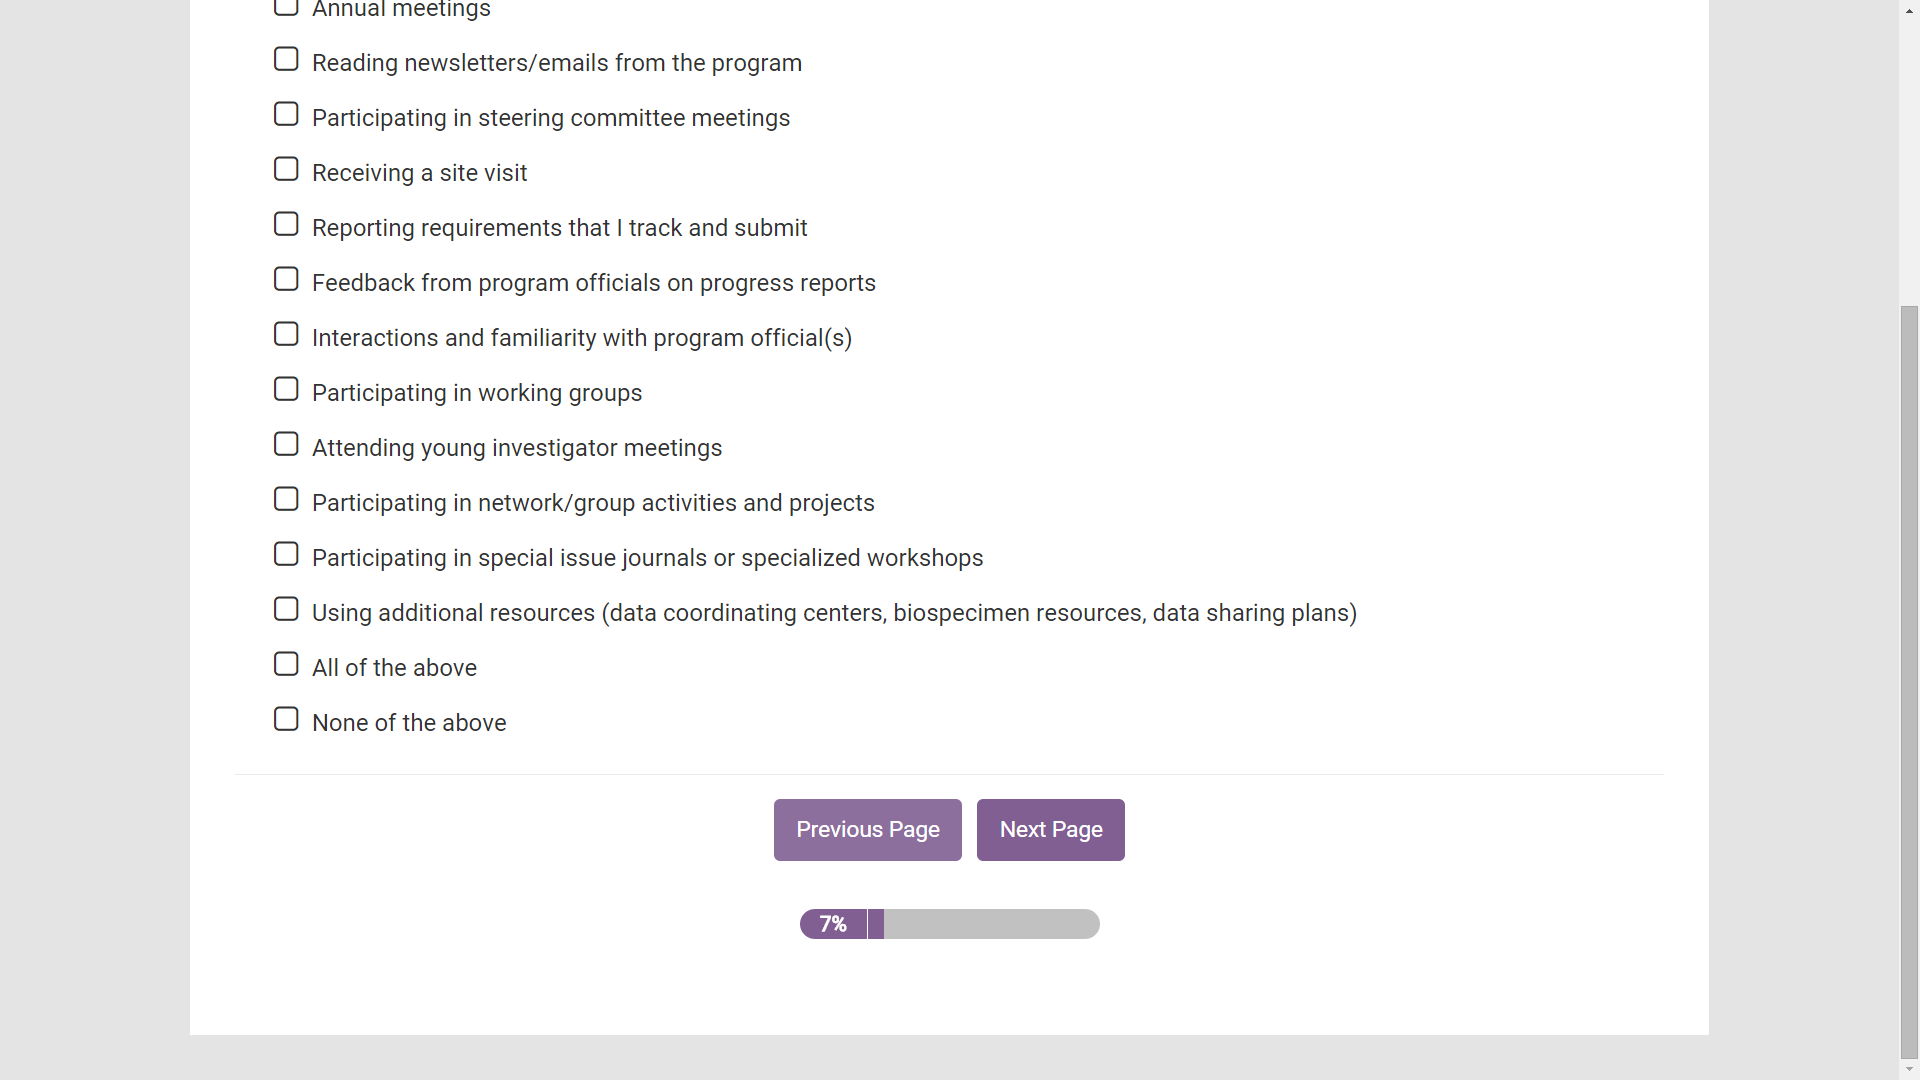 Annual meetings
Reading newsletters/emails from the program
Participating in steering committee meetings
Receiving a site visit
Reporting requirements that I track and submit
Feedback from program officials on progress reports
Interactions and familiarity with program official(s)
Participating in working groups
Attending young investigator meetings
Participating in network/group activities and projects
Participating in special issue journals or specialized workshops
Using additional resources (data coordinating centers, biospecimen resources, data sharing plans)
All of the above
None of the above
Previous Page
Next Page
7%